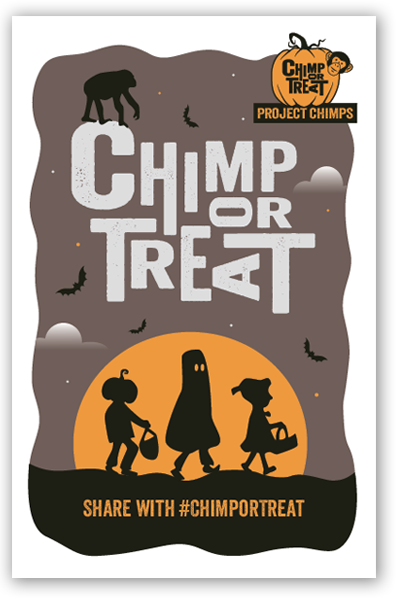 CHIMP
OR
TREAT
PROJECT CHIMPS
CHIMP
OR
TREAT
SHARE WITH #CHIMPORTREAT